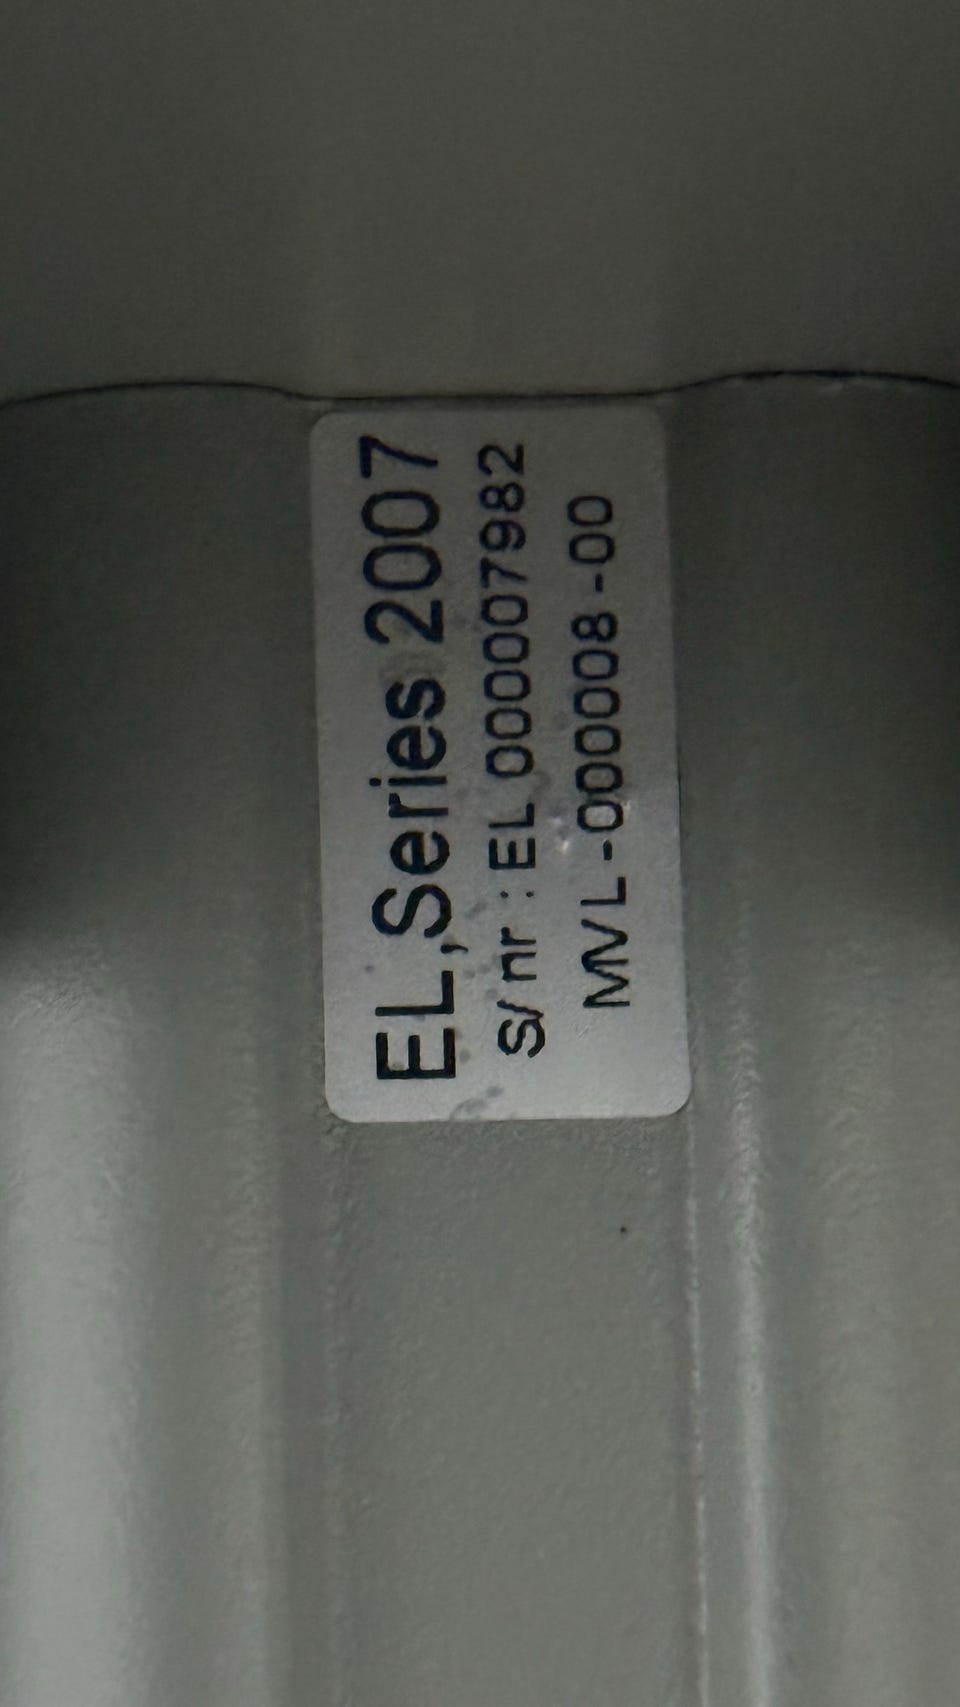 EL,Series 2007
S/nr :EL 000007982
MVL-000008-00